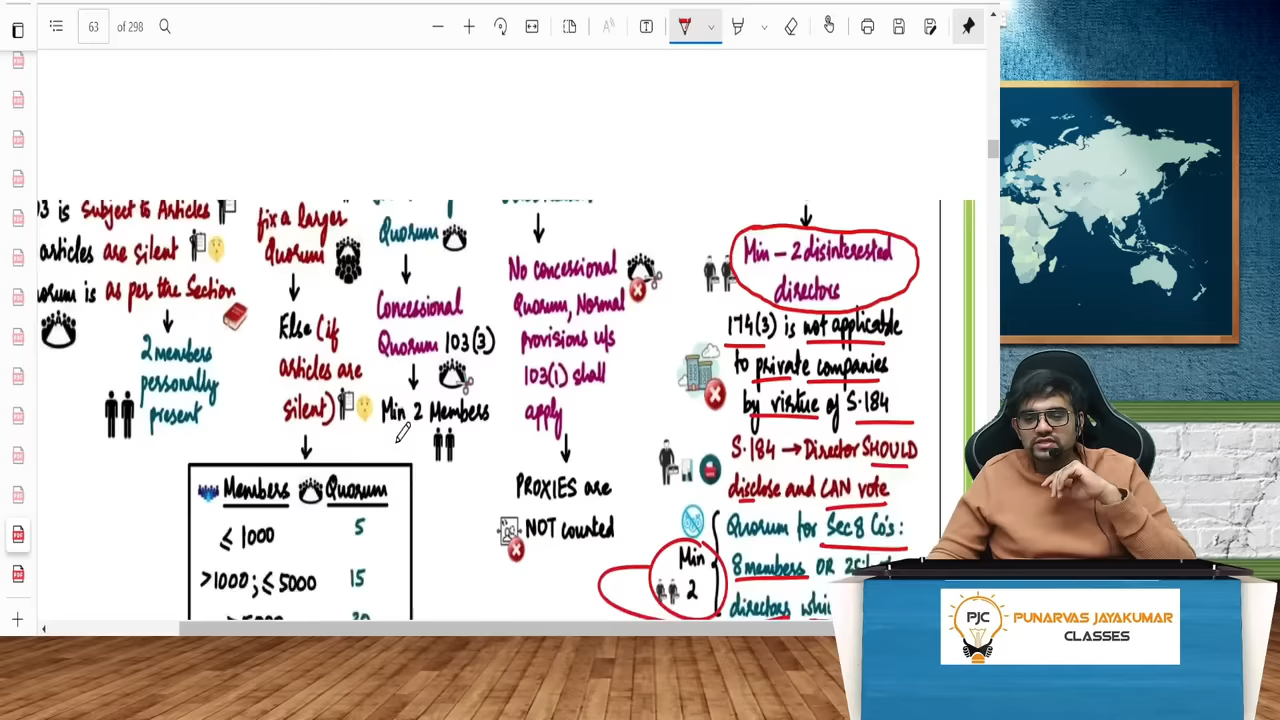 63
of 298
03 is Subject to Articles
articles are silent
is as per the Section
2 members
personally
present
fix a larger
Quorum
Else (if
articles are
silent)
Quorum
Concessional
Quorum 103(3)
Min 2 Members
Members Quorum
≤ 1000 5
>1000; ≤ 5000 15
No concessional
Quorum, Normal
provisions u/s
103(1) shall
apply
PROXIES are
NOT counted
Min - 2 disinterested
directors
174(3) is not applicable
to private companies
by virtue of S.184
S.184 → Director SHOULD
disclose and CAN vote
Quorum for Sec 8 Co's:
8 members OR
directors
Min
2
PJC
PUNARVAS JAYAKUMAR
CLASSES